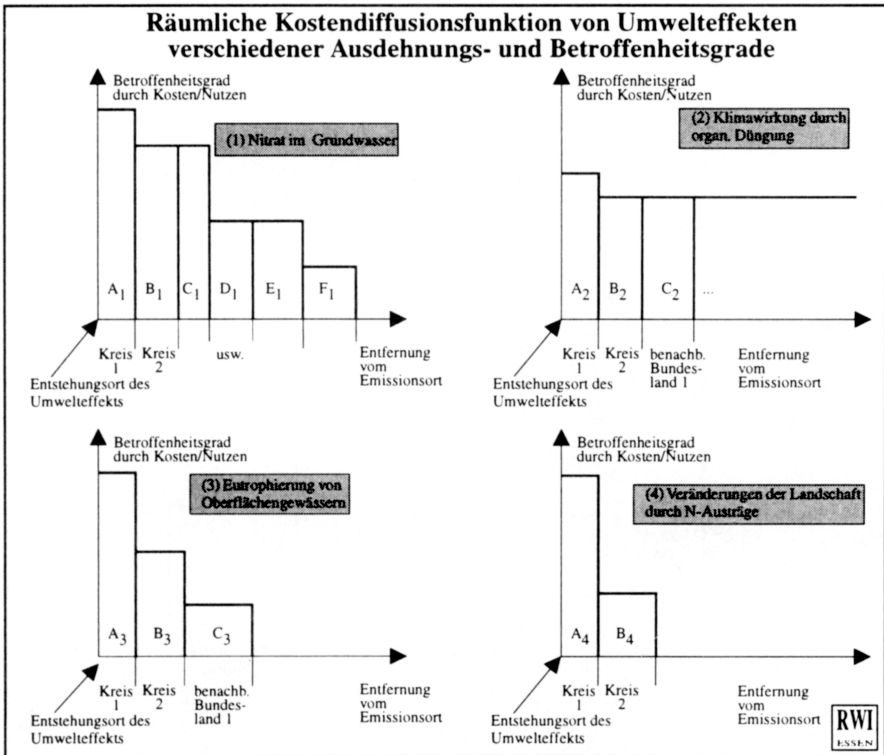 Räumliche Kostendiffusionsfunktion von Umwelteffekten
verschiedener Ausdehnungs- und Betroffenheitsgrade
Betroffenheitsgrad
durch Kosten/Nutzen
(1) Nitrat im Grundwasser
A1 B1 C1 D1 E1 F1
Kreis 1
Kreis 2
usw.
Entfernung
vom
Emissionsort
Entstehungsort des
Umwelteffekts
Betroffenheitsgrad
durch Kosten/Nutzen
(2) Klimawirkung durch
organ. Düngung
A2 B2 C2 ...
Kreis 1
Kreis 2
benachb.
Bundes-
land 1
Entfernung
vom
Emissionsort
Entstehungsort des
Umwelteffekts
Betroffenheitsgrad
durch Kosten/Nutzen
(3) Eutrophierung von
Oberflächengewässern
A3 B3 C3
Kreis 1
Kreis 2
benachb.
Bundes-
land 1
Entfernung
vom
Emissionsort
Entstehungsort des
Umwelteffekts
Betroffenheitsgrad
durch Kosten/Nutzen
(4) Veränderungen der Landschaft
durch N-Austräge
A4 B4
Kreis 1
Kreis 2
Entfernung
vom
Emissionsort
Entstehungsort des
Umwelteffekts
RWI
ESSEN